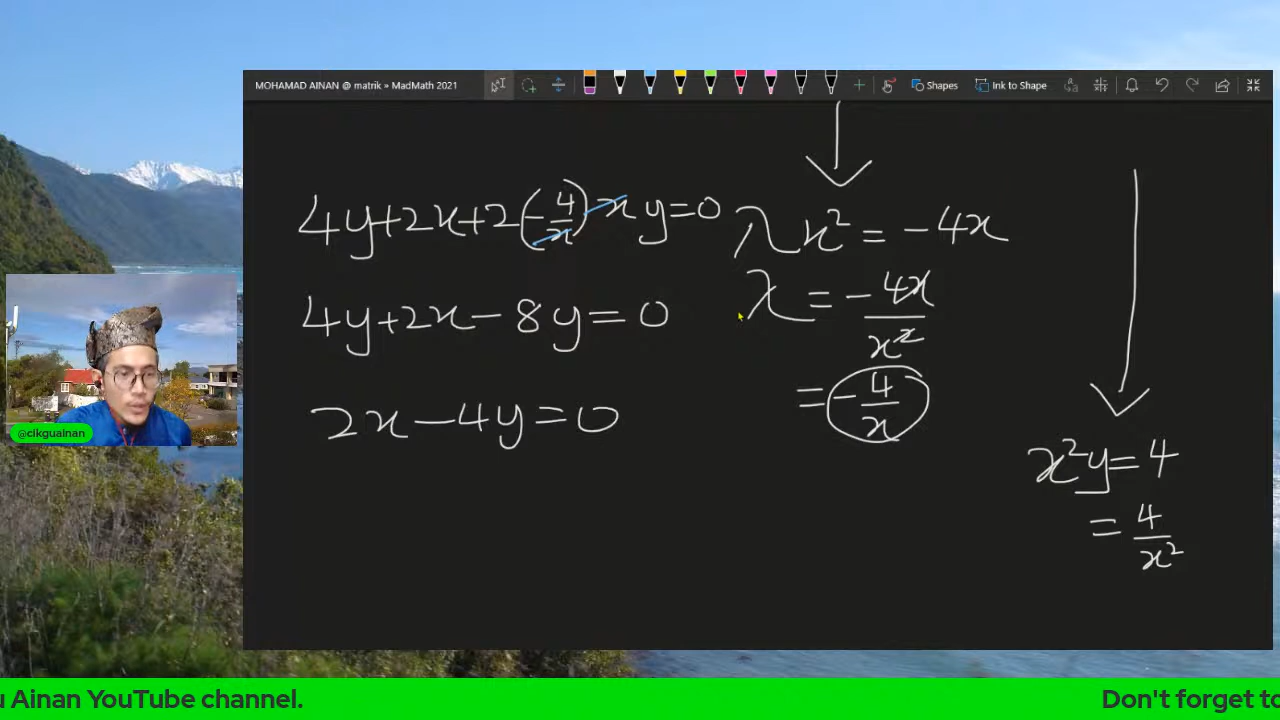 MOHAMAD AINAN @ matrik » MadMath 2021
Shapes
Ink to Shape
4y+2x+2(-4/x)xy=0
4y+2x-8y=0
2x-4y=0
λx²=-4x
λ=-4x/x²
=-4/x
x²y=4
=4/x²
@cikguainan
u Ainan YouTube channel.
Don't forget to